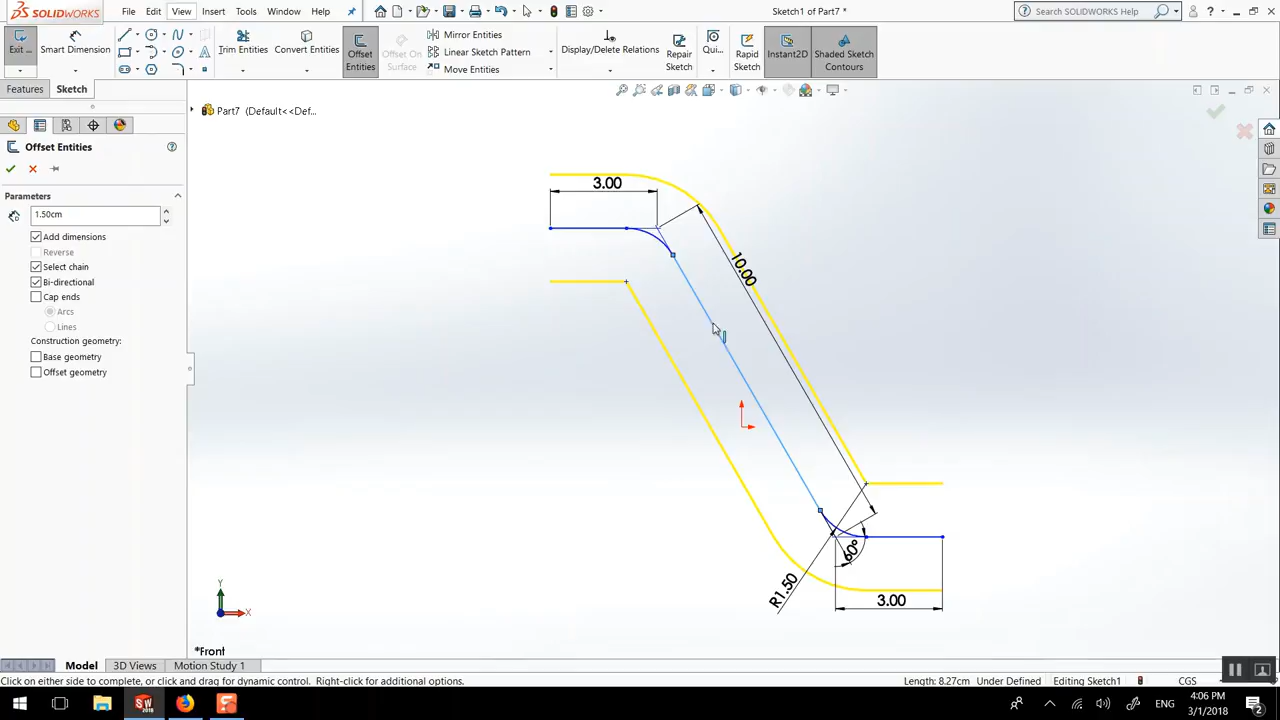 SOLIDWORKS File Edit View Insert Tools Window Help Sketch1 of Part7 * Search SOLIDWORKS Help
Exit ... Smart Dimension Trim Entities Convert Entities Offset Entities Offset On Surface Mirror Entities Linear Sketch Pattern Move Entities Display/Delete Relations Repair Sketch Qui... Rapid Sketch Instant2D Shaded Sketch Contours
Features Sketch
Part7 (Default<<Def...
Offset Entities
Parameters
1.50cm
Add dimensions
Reverse
Select chain
Bi-directional
Cap ends
Arcs
Lines
Construction geometry:
Base geometry
Offset geometry
3.00
10.00
60°
R1.50
3.00
Y
X
*Front
Model 3D Views Motion Study 1
Click on either side to complete, or click and drag for dynamic control. Right-click for additional options. Length: 8.27cm Under Defined Editing Sketch1 CGS
SW
2018
ENG 4:06 PM
3/1/2018
2